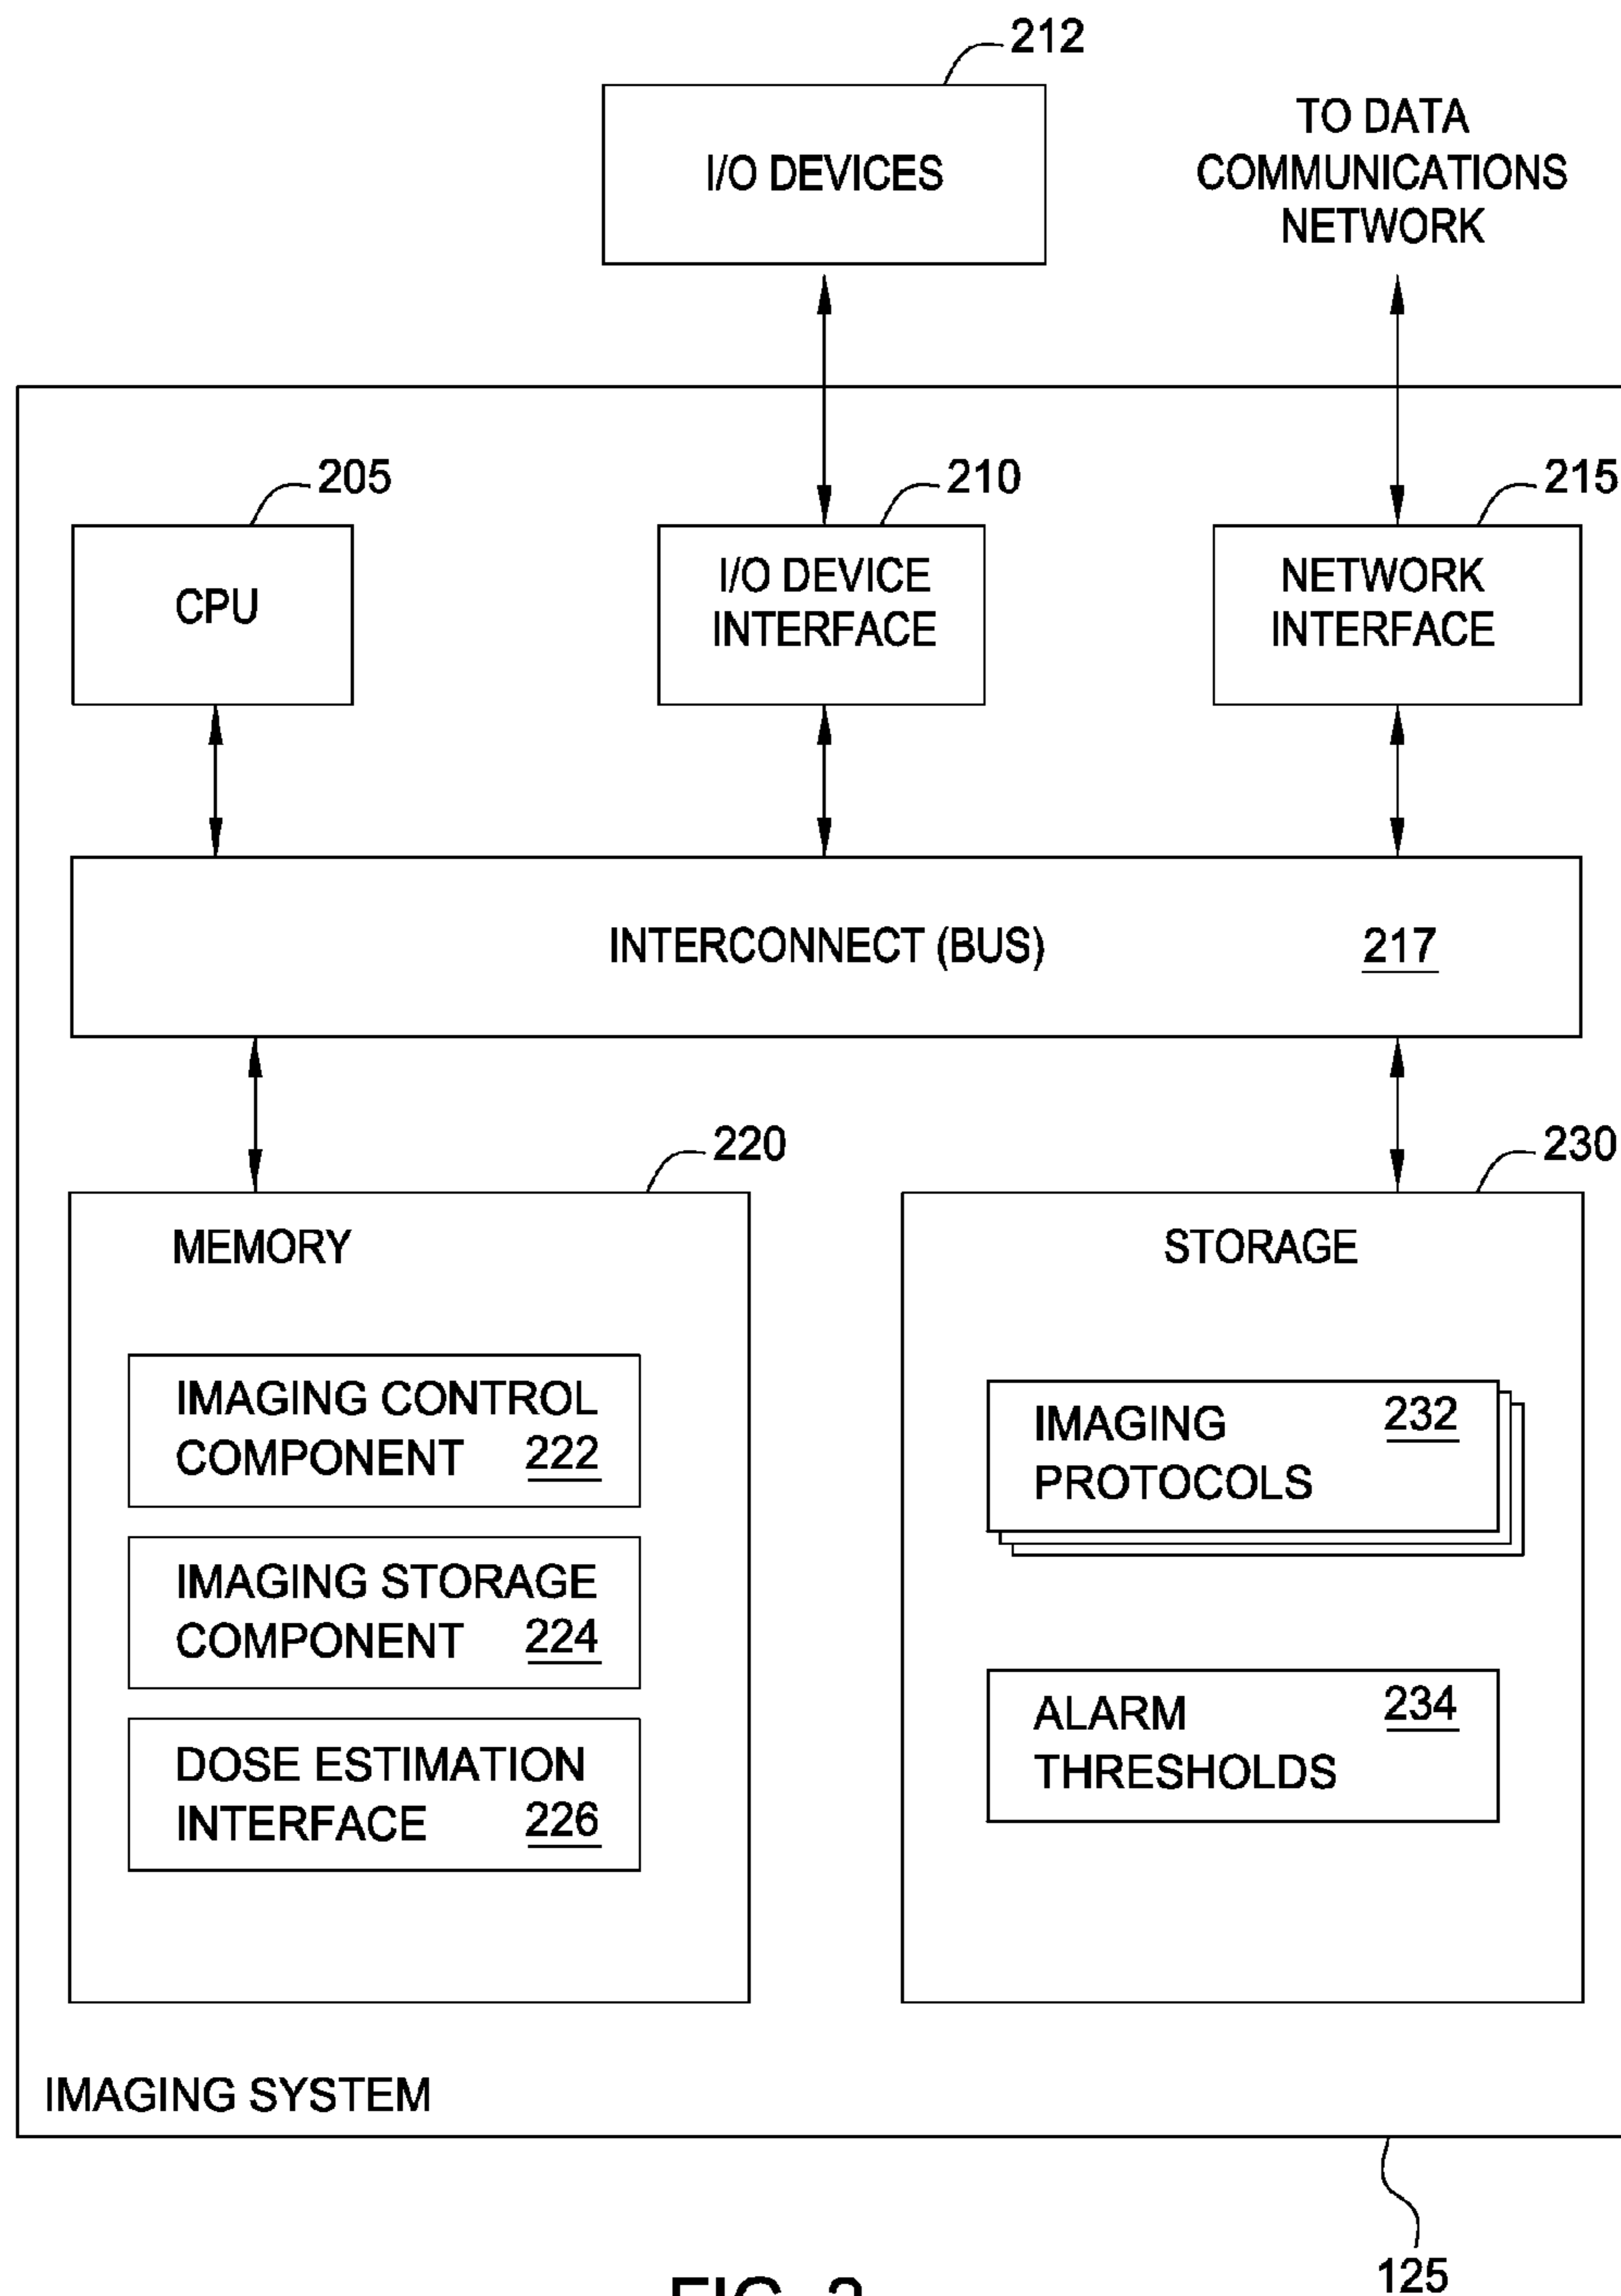 212
I/O DEVICES
TO DATA
COMMUNICATIONS
NETWORK
205
210
215
CPU
I/O DEVICE
INTERFACE
NETWORK
INTERFACE
INTERCONNECT (BUS) 217
220
230
MEMORY
STORAGE
IMAGING CONTROL
COMPONENT 222
IMAGING STORAGE
COMPONENT 224
DOSE ESTIMATION
INTERFACE 226
IMAGING 232
PROTOCOLS
ALARM 234
THRESHOLDS
IMAGING SYSTEM
125
FIG.